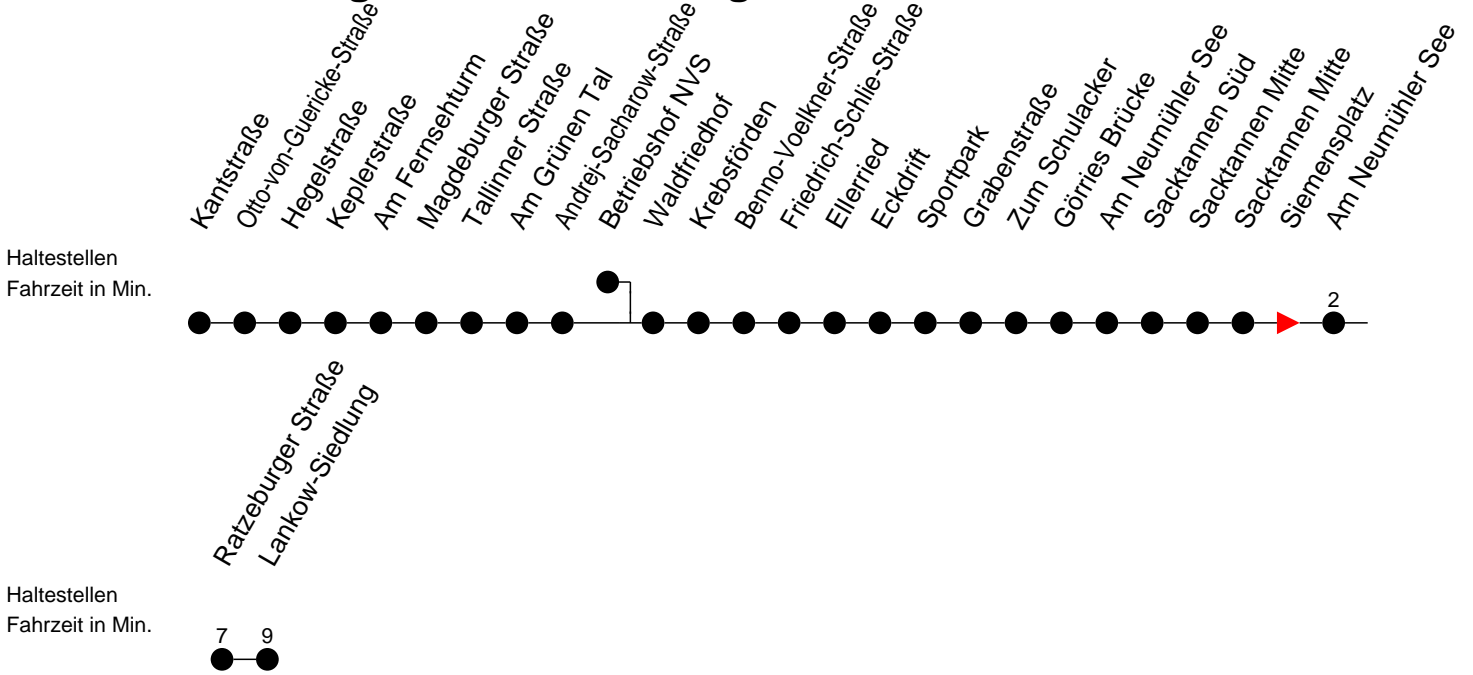 Kantstraße
Otto-von-Guericke-Straße
Hegelstraße
Keplerstraße
Am Fernsehturm
Magdeburger Straße
Tallinner Straße
Am Grünen Tal
Andrej-Sacharow-Straße
Betriebshof NVS
Waldfriedhof
Krebsförden
Benno-Voelkner-Straße
Friedrich-Schlie-Straße
Ellerried
Eckdrift
Sportpark
Grabenstraße
Zum Schulacker
Görries Brücke
Am Neumühler See
Sacktannen Süd
Sacktannen Mitte
Sacktannen Mitte
Siemensplatz
Am Neumühler See
Haltestellen
Fahrzeit in Min.
2
Ratzeburger Straße
Lankow-Siedlung
Haltestellen
Fahrzeit in Min.
7 9